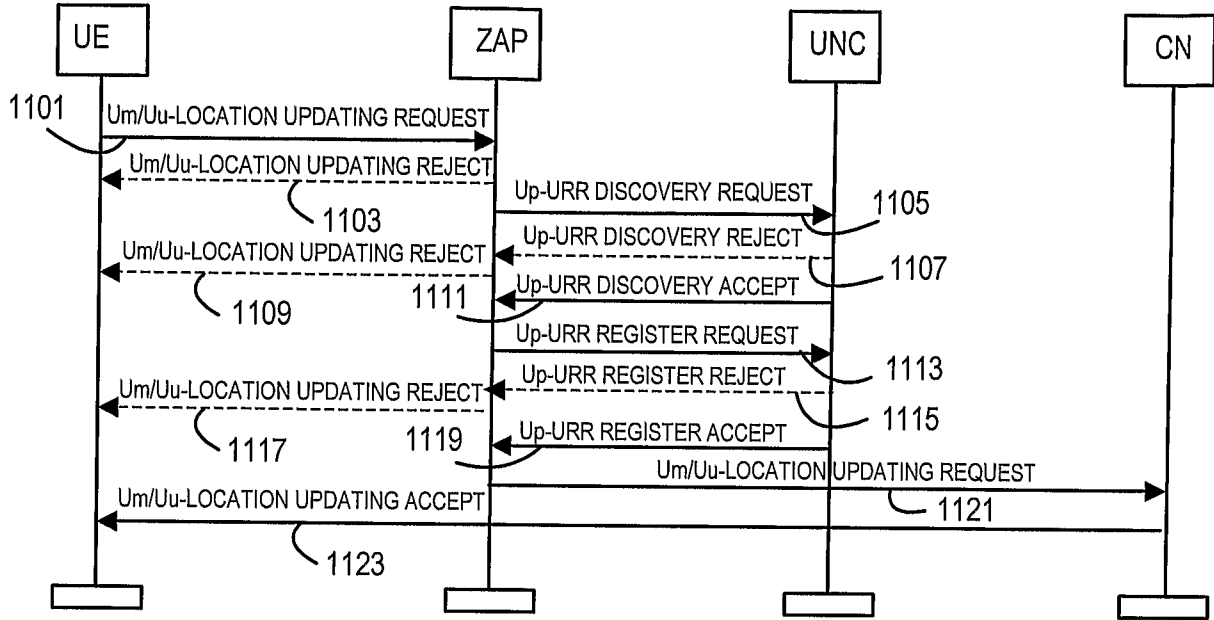 UE
ZAP
UNC
CN
1101
Um/Uu-LOCATION UPDATING REQUEST
Um/Uu-LOCATION UPDATING REJECT
1103
Up-URR DISCOVERY REQUEST
1105
Up-URR DISCOVERY REJECT
1107
Um/Uu-LOCATION UPDATING REJECT
1109
1111
Up-URR DISCOVERY ACCEPT
Up-URR REGISTER REQUEST
1113
Up-URR REGISTER REJECT
1115
Um/Uu-LOCATION UPDATING REJECT
1117
1119
Up-URR REGISTER ACCEPT
Um/Uu-LOCATION UPDATING REQUEST
1121
Um/Uu-LOCATION UPDATING ACCEPT
1123